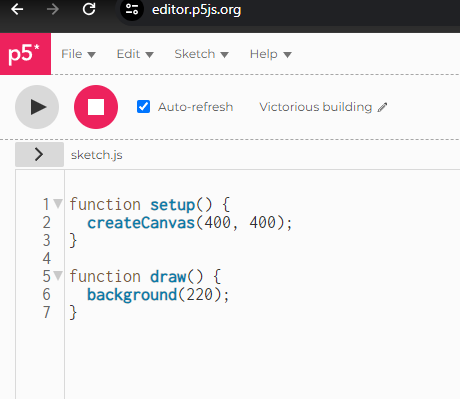 editor.p5js.org
p5* File Edit Sketch Help
Auto-refresh Victorious building
sketch.js
1 function setup() {
2   createCanvas(400, 400);
3 }
4
5 function draw() {
6   background(220);
7 }